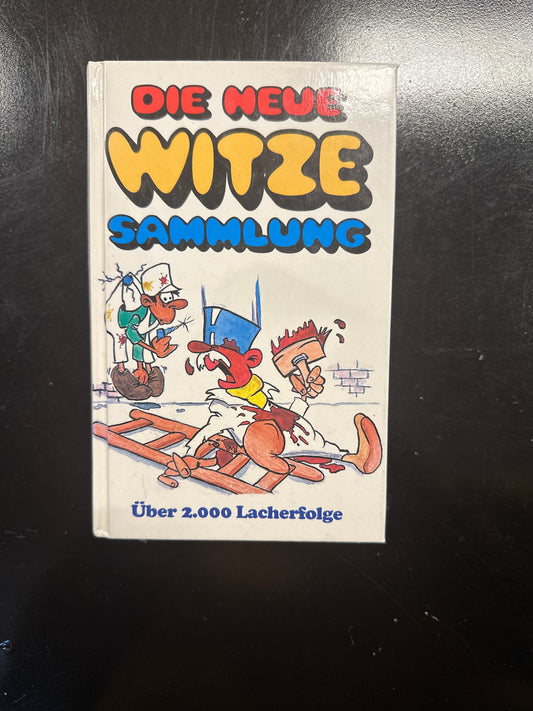 DIE NEUE
WITZE
SAMMLUNG
Über 2.000 Lacherfolge